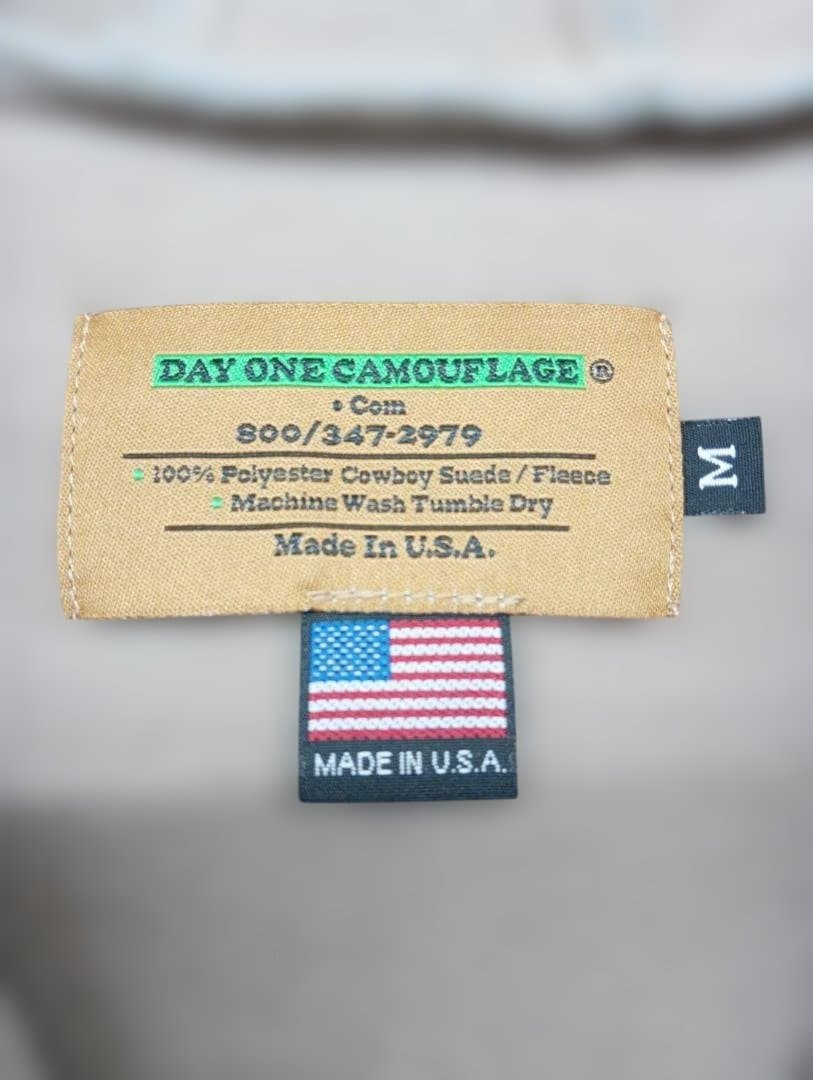 DAY ONE CAMOUFLAGE ®
• Com
800/347-2979
• 100% Polyester Cowboy Suede / Fleece
• Machine Wash Tumble Dry
Made In U.S.A.
M
MADE IN U.S.A.